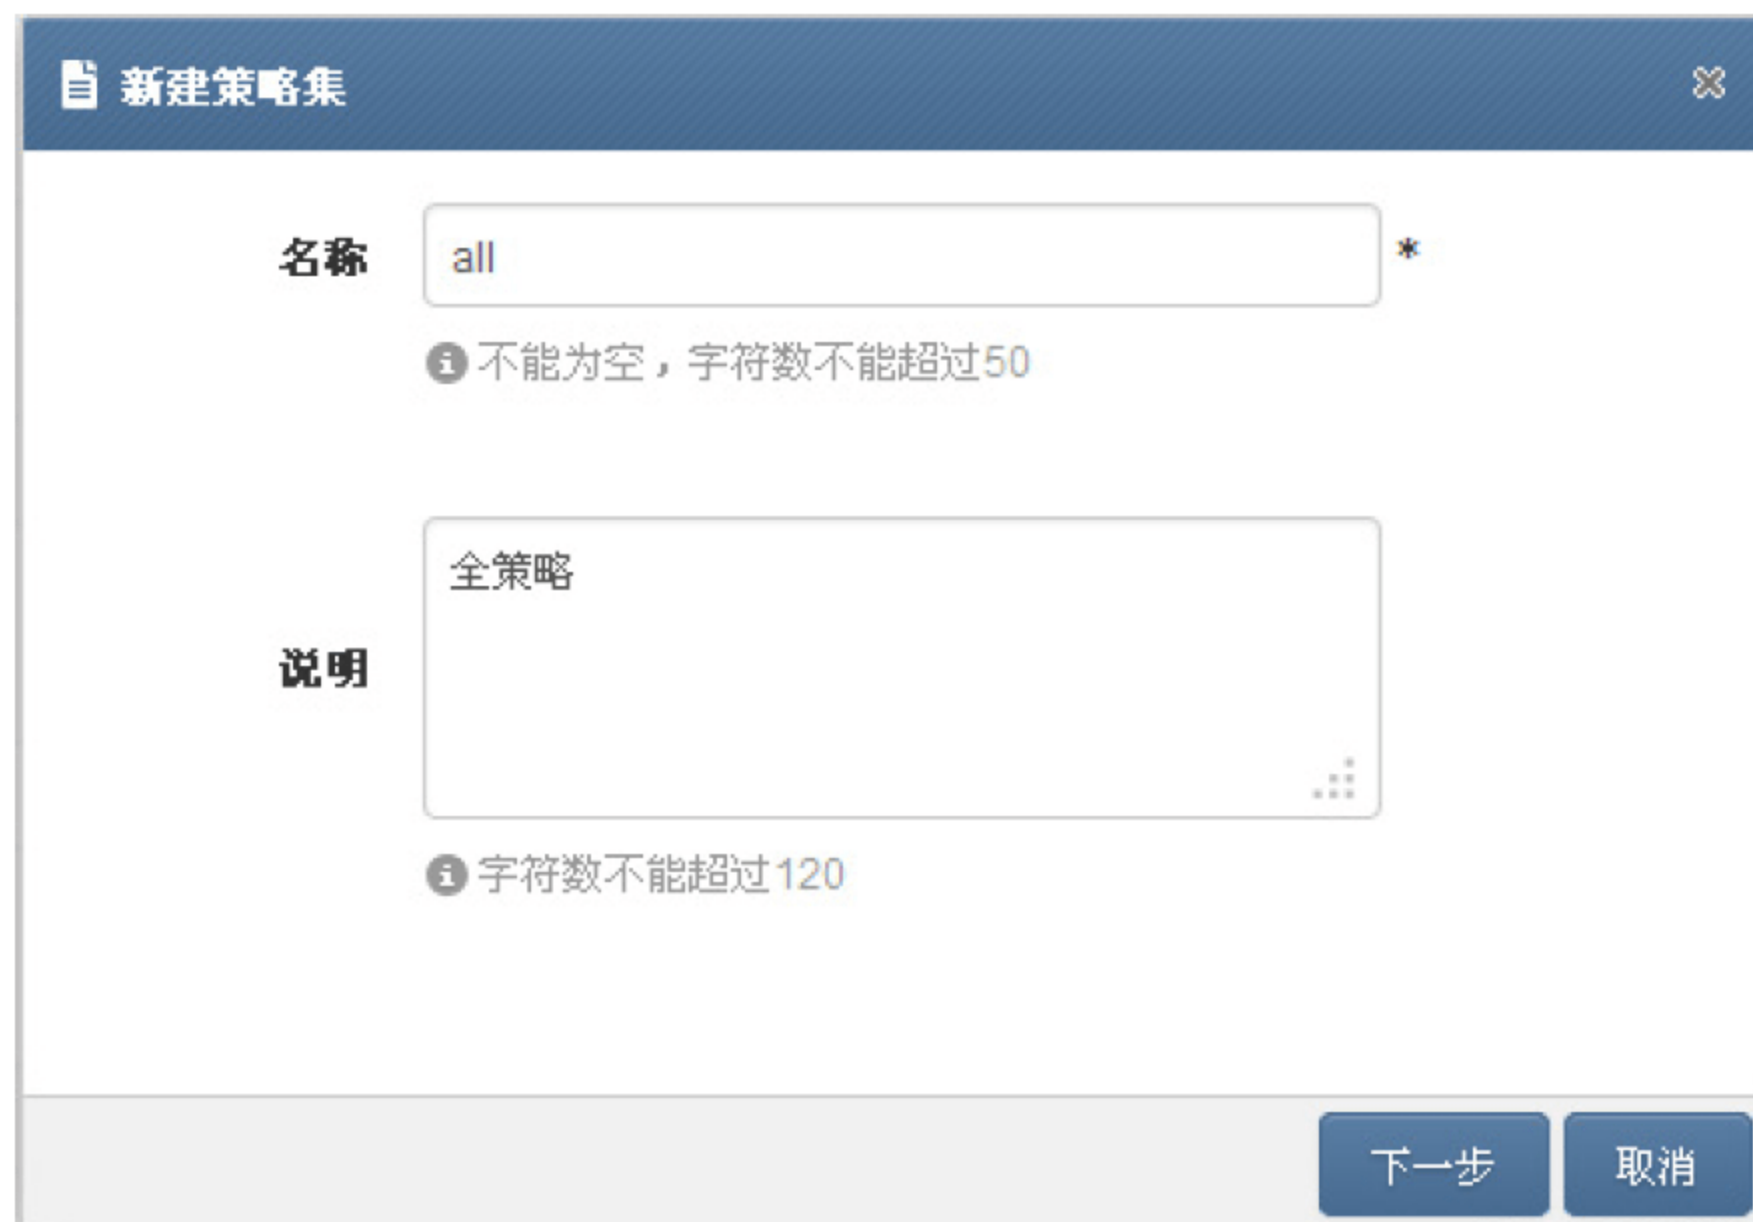 新建策略集
名称 all *
不能为空，字符数不能超过50
全策略
说明
字符数不能超过120
下一步 取消